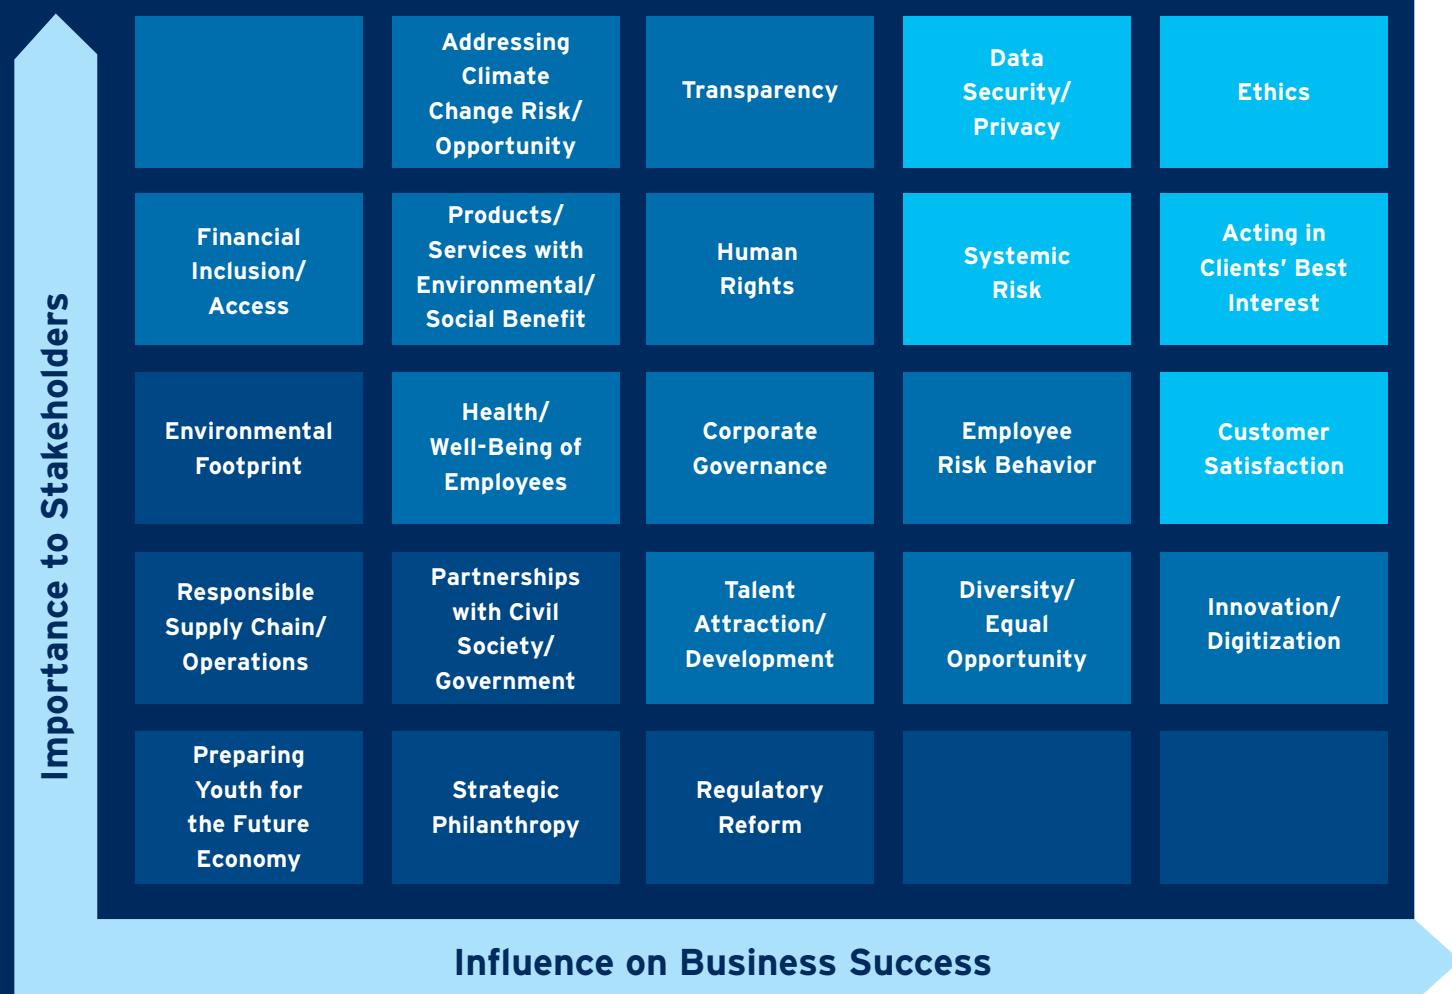 Importance to Stakeholders
Addressing
Climate
Change Risk/
Opportunity
Transparency
Data
Security/
Privacy
Ethics
Financial
Inclusion/
Access
Products/
Services with
Environmental/
Social Benefit
Human
Rights
Systemic
Risk
Acting in
Clients’ Best
Interest
Environmental
Footprint
Health/
Well-Being of
Employees
Corporate
Governance
Employee
Risk Behavior
Customer
Satisfaction
Responsible
Supply Chain/
Operations
Partnerships
with Civil
Society/
Government
Talent
Attraction/
Development
Diversity/
Equal
Opportunity
Innovation/
Digitization
Preparing
Youth for
the Future
Economy
Strategic
Philanthropy
Regulatory
Reform
Influence on Business Success